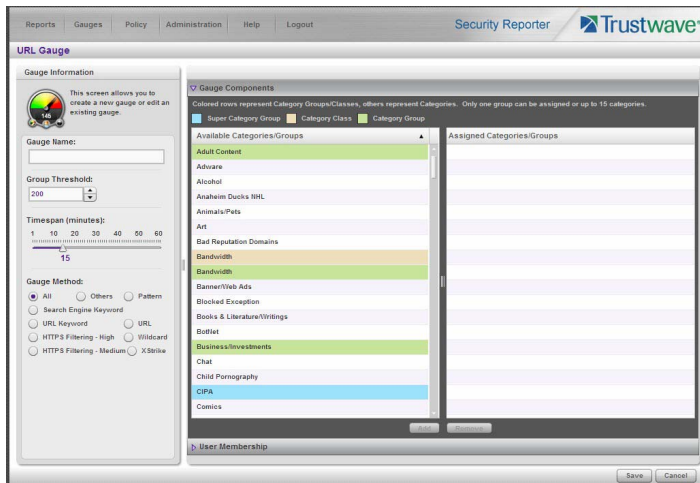 Reports Gauges Policy Administration Help Logout
Security Reporter
Trustwave®
URL Gauge
Gauge Information
This screen allows you to
create a new gauge or edit an
existing gauge.
145
Gauge Name:
Group Threshold:
200
Timespan (minutes):
1 10 20 30 40 50 60
15
Gauge Method:
All Others Pattern
Search Engine Keyword
URL Keyword URL
HTTPS Filtering - High Wildcard
HTTPS Filtering - Medium XStrike
Gauge Components
Colored rows represent Category Groups/Classes, others represent Categories. Only one group can be assigned or up to 15 categories.
Super Category Group Category Class Category Group
Available Categories/Groups
Adult Content
Adware
Alcohol
Anaheim Ducks NHL
Animals/Pets
Art
Bad Reputation Domains
Bandwidth
Bandwidth
Banner/Web Ads
Blocked Exception
Books & Literature/Writings
BotNet
Business/Investments
Chat
Child Pornography
CIPA
Comics
Assigned Categories/Groups
Add Remove
User Membership
Save Cancel